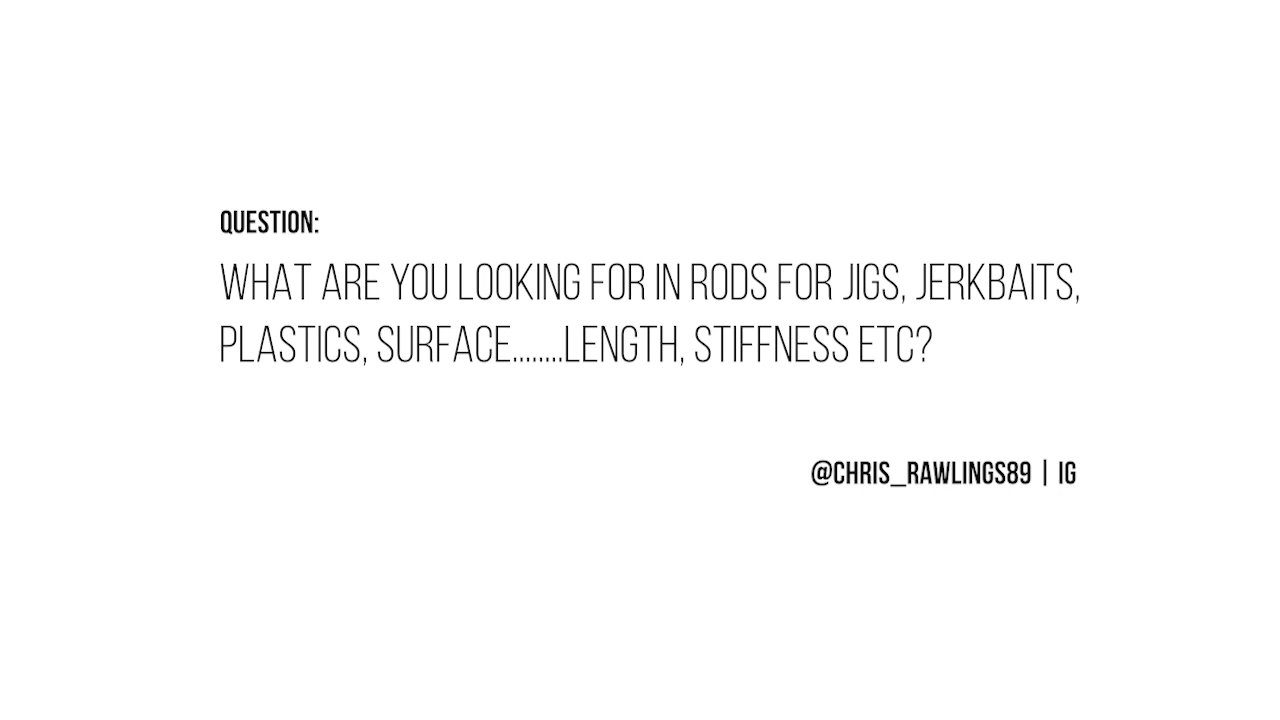 QUESTION:
WHAT ARE YOU LOOKING FOR IN RODS FOR JIGS, JERKBAITS,
PLASTICS, SURFACE........LENGTH, STIFFNESS ETC?
@CHRIS_RAWLINGS89 | IG